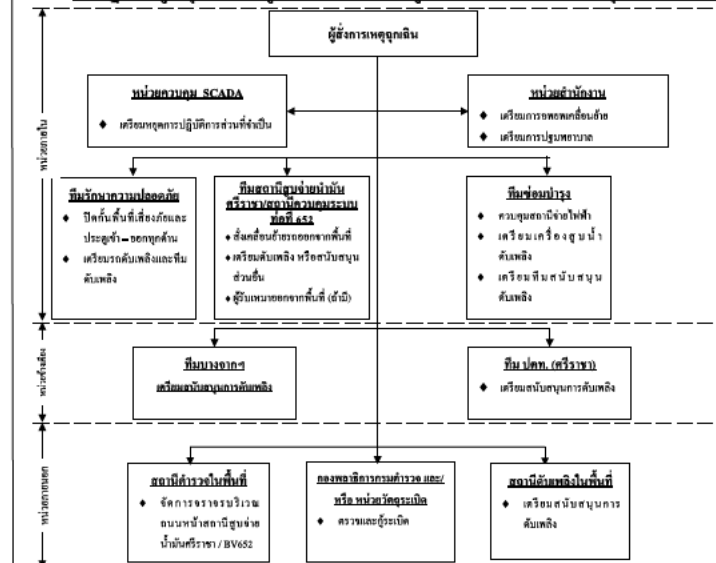 ผู้สั่งการเหตุฉุกเฉิน
หน่วยควบคุม SCADA
♦ เตรียมหยุดการปฏิบัติการส่วนที่จำเป็น
หน่วยสำนักงาน
♦ เตรียมการอพยพเคลื่อนย้าย
♦ เตรียมการปฐมพยาบาล
หน่วยภายใน
ทีมรักษาความปลอดภัย
♦ ปิดกั้นพื้นที่เสี่ยงภัยและ
ประตูเข้า – ออกทุกด้าน
♦ เตรียมรถดับเพลิงและทีม
ดับเพลิง
ทีมสถานีสูบจ่ายน้ำมัน
ศรีราชา/สถานีควบคุมระบบ
ท่อที่ 652
♦ สั่งเคลื่อนย้ายรถออกจากพื้นที่
♦ เตรียมดับเพลิง หรือสนับสนุน
ส่วนอื่น
♦ ผู้รับเหมาออกจากพื้นที่ (ถ้ามี)
ทีมซ่อมบำรุง
♦ ควบคุมสถานีจ่ายไฟฟ้า
♦ เตรียมเครื่องสูบน้ำ
ดับเพลิง
♦ เตรียมทีมสนับสนุน
ดับเพลิง
หน่วยข้างเคียง
ทีมบางจากฯ
เตรียมสนับสนุนการดับเพลิง
ทีม ปตท. (ศรีราชา)
♦ เตรียมสนับสนุนการดับเพลิง
หน่วยภายนอก
สถานีตำรวจในพื้นที่
♦ จัดการจราจรบริเวณ
ถนนหน้าสถานีสูบจ่าย
น้ำมันศรีราชา / BV652
กองพลาธิการกรมตำรวจ และ/
หรือ หน่วยวัตถุระเบิด
♦ ตรวจและกู้ระเบิด
สถานีดับเพลิงในพื้นที่
♦ เตรียมสนับสนุนการ
ดับเพลิง